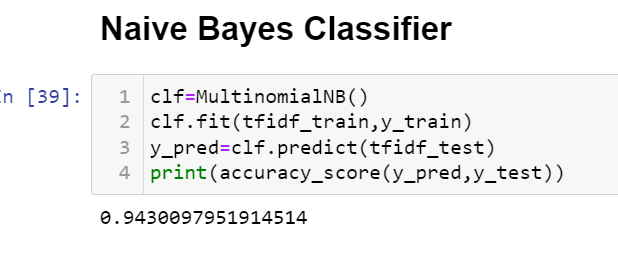 Naive Bayes Classifier
n [39]:
1 clf=MultinomialNB()
2 clf.fit(tfidf_train,y_train)
3 y_pred=clf.predict(tfidf_test)
4 print(accuracy_score(y_pred,y_test))
0.9430097951914514